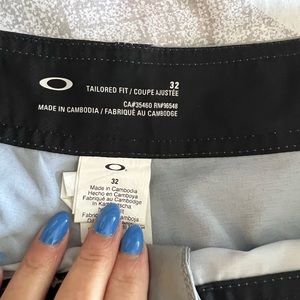 32
TAILORED FIT / COUPE AJUSTÉE
CA#35460 RN#96548
MADE IN CAMBODIA / FABRIQUÉ AU CAMBODGE
32
Made in Cambodia
Hecho en Camboya
Fabriqué au Cambodge